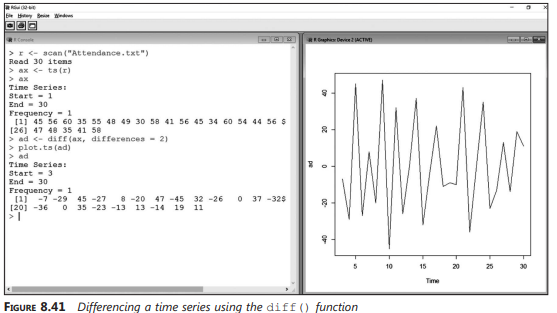 RGui (32-bit)
File History Resize Windows
R Console
> r <- scan("Attendance.txt")
Read 30 items
> ax <- ts(r)
> ax
Time Series:
Start = 1
End = 30
Frequency = 1
[1] 45 56 60 35 55 48 49 30 58 41 56 45 34 60 54 44 56 $
[26] 47 48 35 41 58
> ad <- diff(ax, differences = 2)
> plot.ts(ad)
> ad
Time Series:
Start = 3
End = 30
Frequency = 1
[1] -7 -29 45 -27 8 -20 47 -45 32 -26 0 37 -32$
[20] -36 0 35 -23 -13 13 -14 19 11
>
R Graphics: Device 2 (ACTIVE)
40
20
0
-20
-40
ad
5 10 15 20 25 30
Time
FIGURE 8.41 Differencing a time series using the diff() function